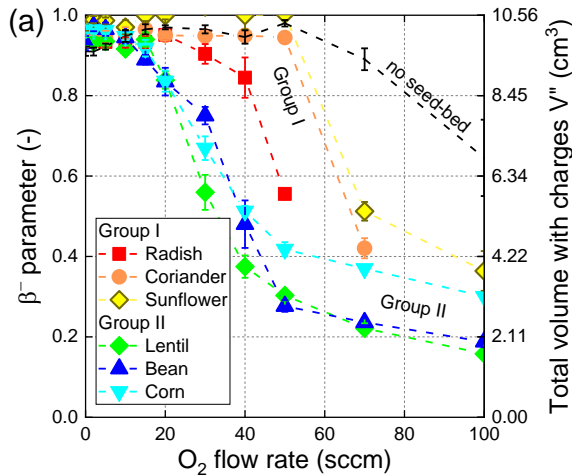 (a)
1.0
0.8
0.6
0.4
0.2
0.0
β⁻ parameter (-)
10.56
8.45
6.34
4.22
2.11
0.00
Total volume with charges V" (cm³)
Group I
no seed-bed
Group II
Group I
Radish
Coriander
Sunflower
Group II
Lentil
Bean
Corn
0
20
40
60
80
100
O₂ flow rate (sccm)